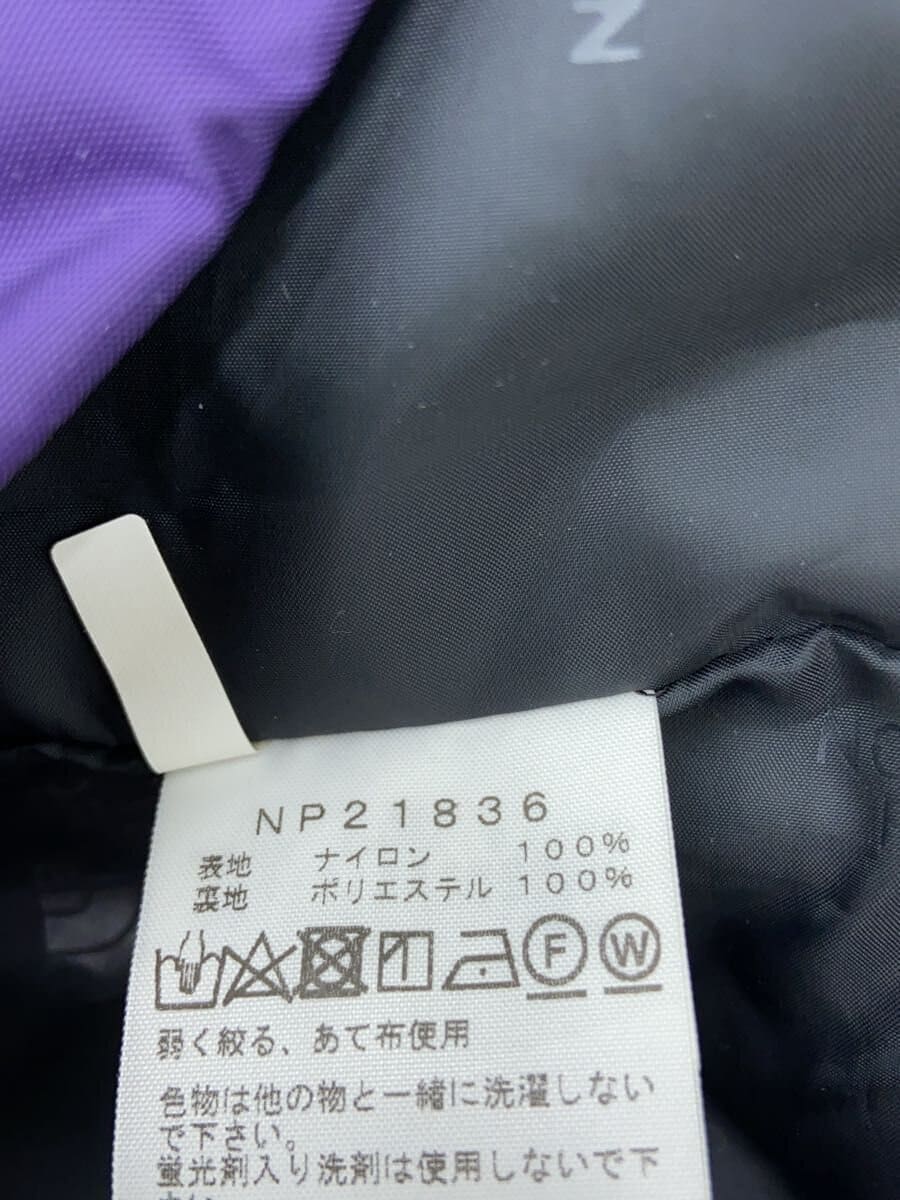 N
NP21836
表地 ナイロン 100%
裏地 ポリエステル 100%
F W
弱く絞る、あて布使用
色物は他の物と一緒に洗濯しない
で下さい。
蛍光剤入り洗剤は使用しないで下
さい